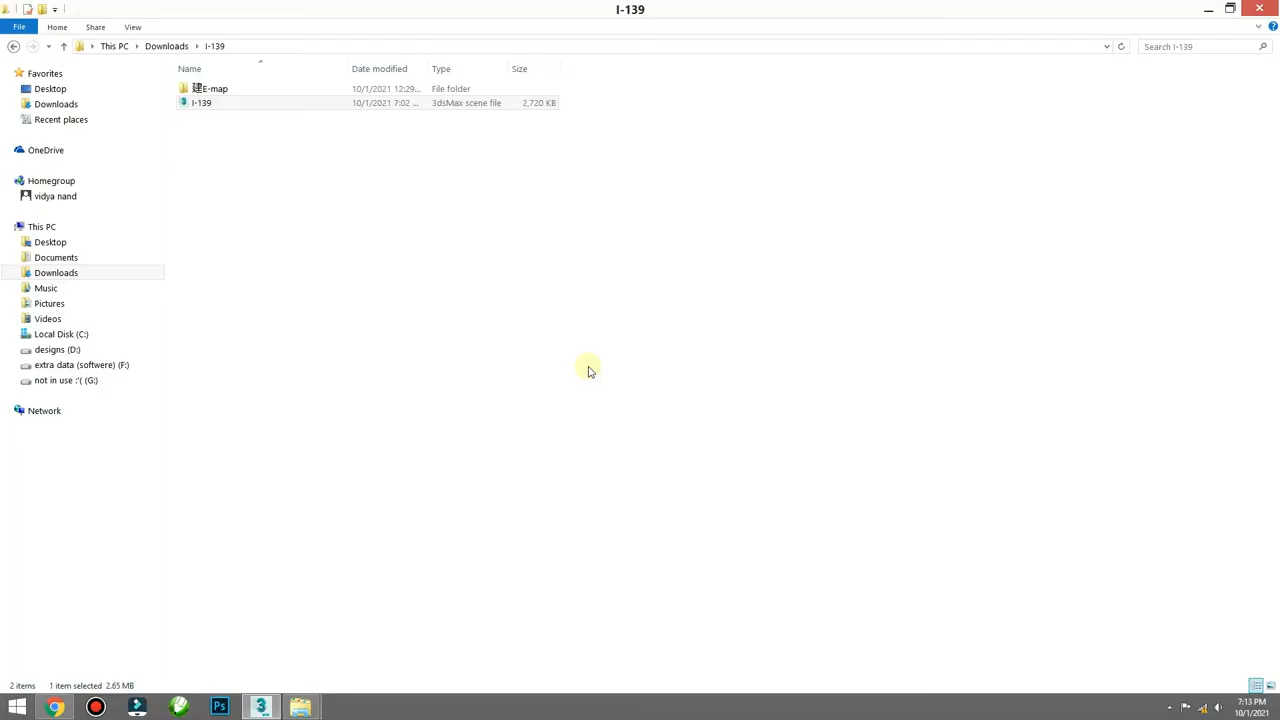 I-139
File
Home
Share
View
This PC
Downloads
I-139
Search I-139
Name
Date modified
Type
Size
建E-map
10/1/2021 12:29...
File folder
I-139
10/1/2021 7:02 ...
3dsMax scene file
2,720 KB
Favorites
Desktop
Downloads
Recent places
OneDrive
Homegroup
vidya nand
This PC
Desktop
Documents
Downloads
Music
Pictures
Videos
Local Disk (C:)
designs (D:)
extra data (softwere) (F:)
not in use :'( (G:)
Network
2 items
1 item selected 2.65 MB
Ps
3
7:13 PM
10/1/2021